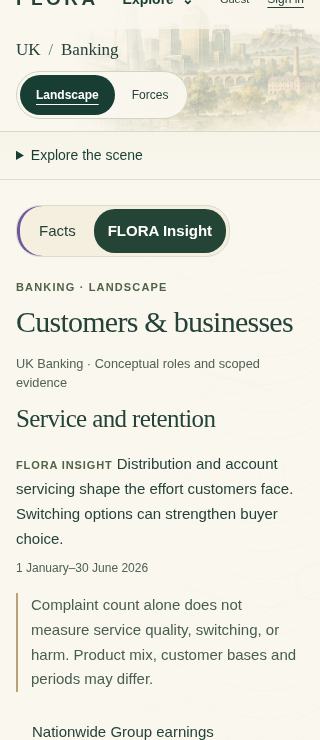 FLORA Explore Guest Sign in
UK / Banking
Landscape Forces
Explore the scene
Facts FLORA Insight
BANKING · LANDSCAPE
Customers & businesses
UK Banking · Conceptual roles and scoped
evidence
Service and retention
FLORA INSIGHT Distribution and account
servicing shape the effort customers face.
Switching options can strengthen buyer
choice.
1 January–30 June 2026
Complaint count alone does not
measure service quality, switching, or
harm. Product mix, customer bases and
periods may differ.
Nationwide Group earnings